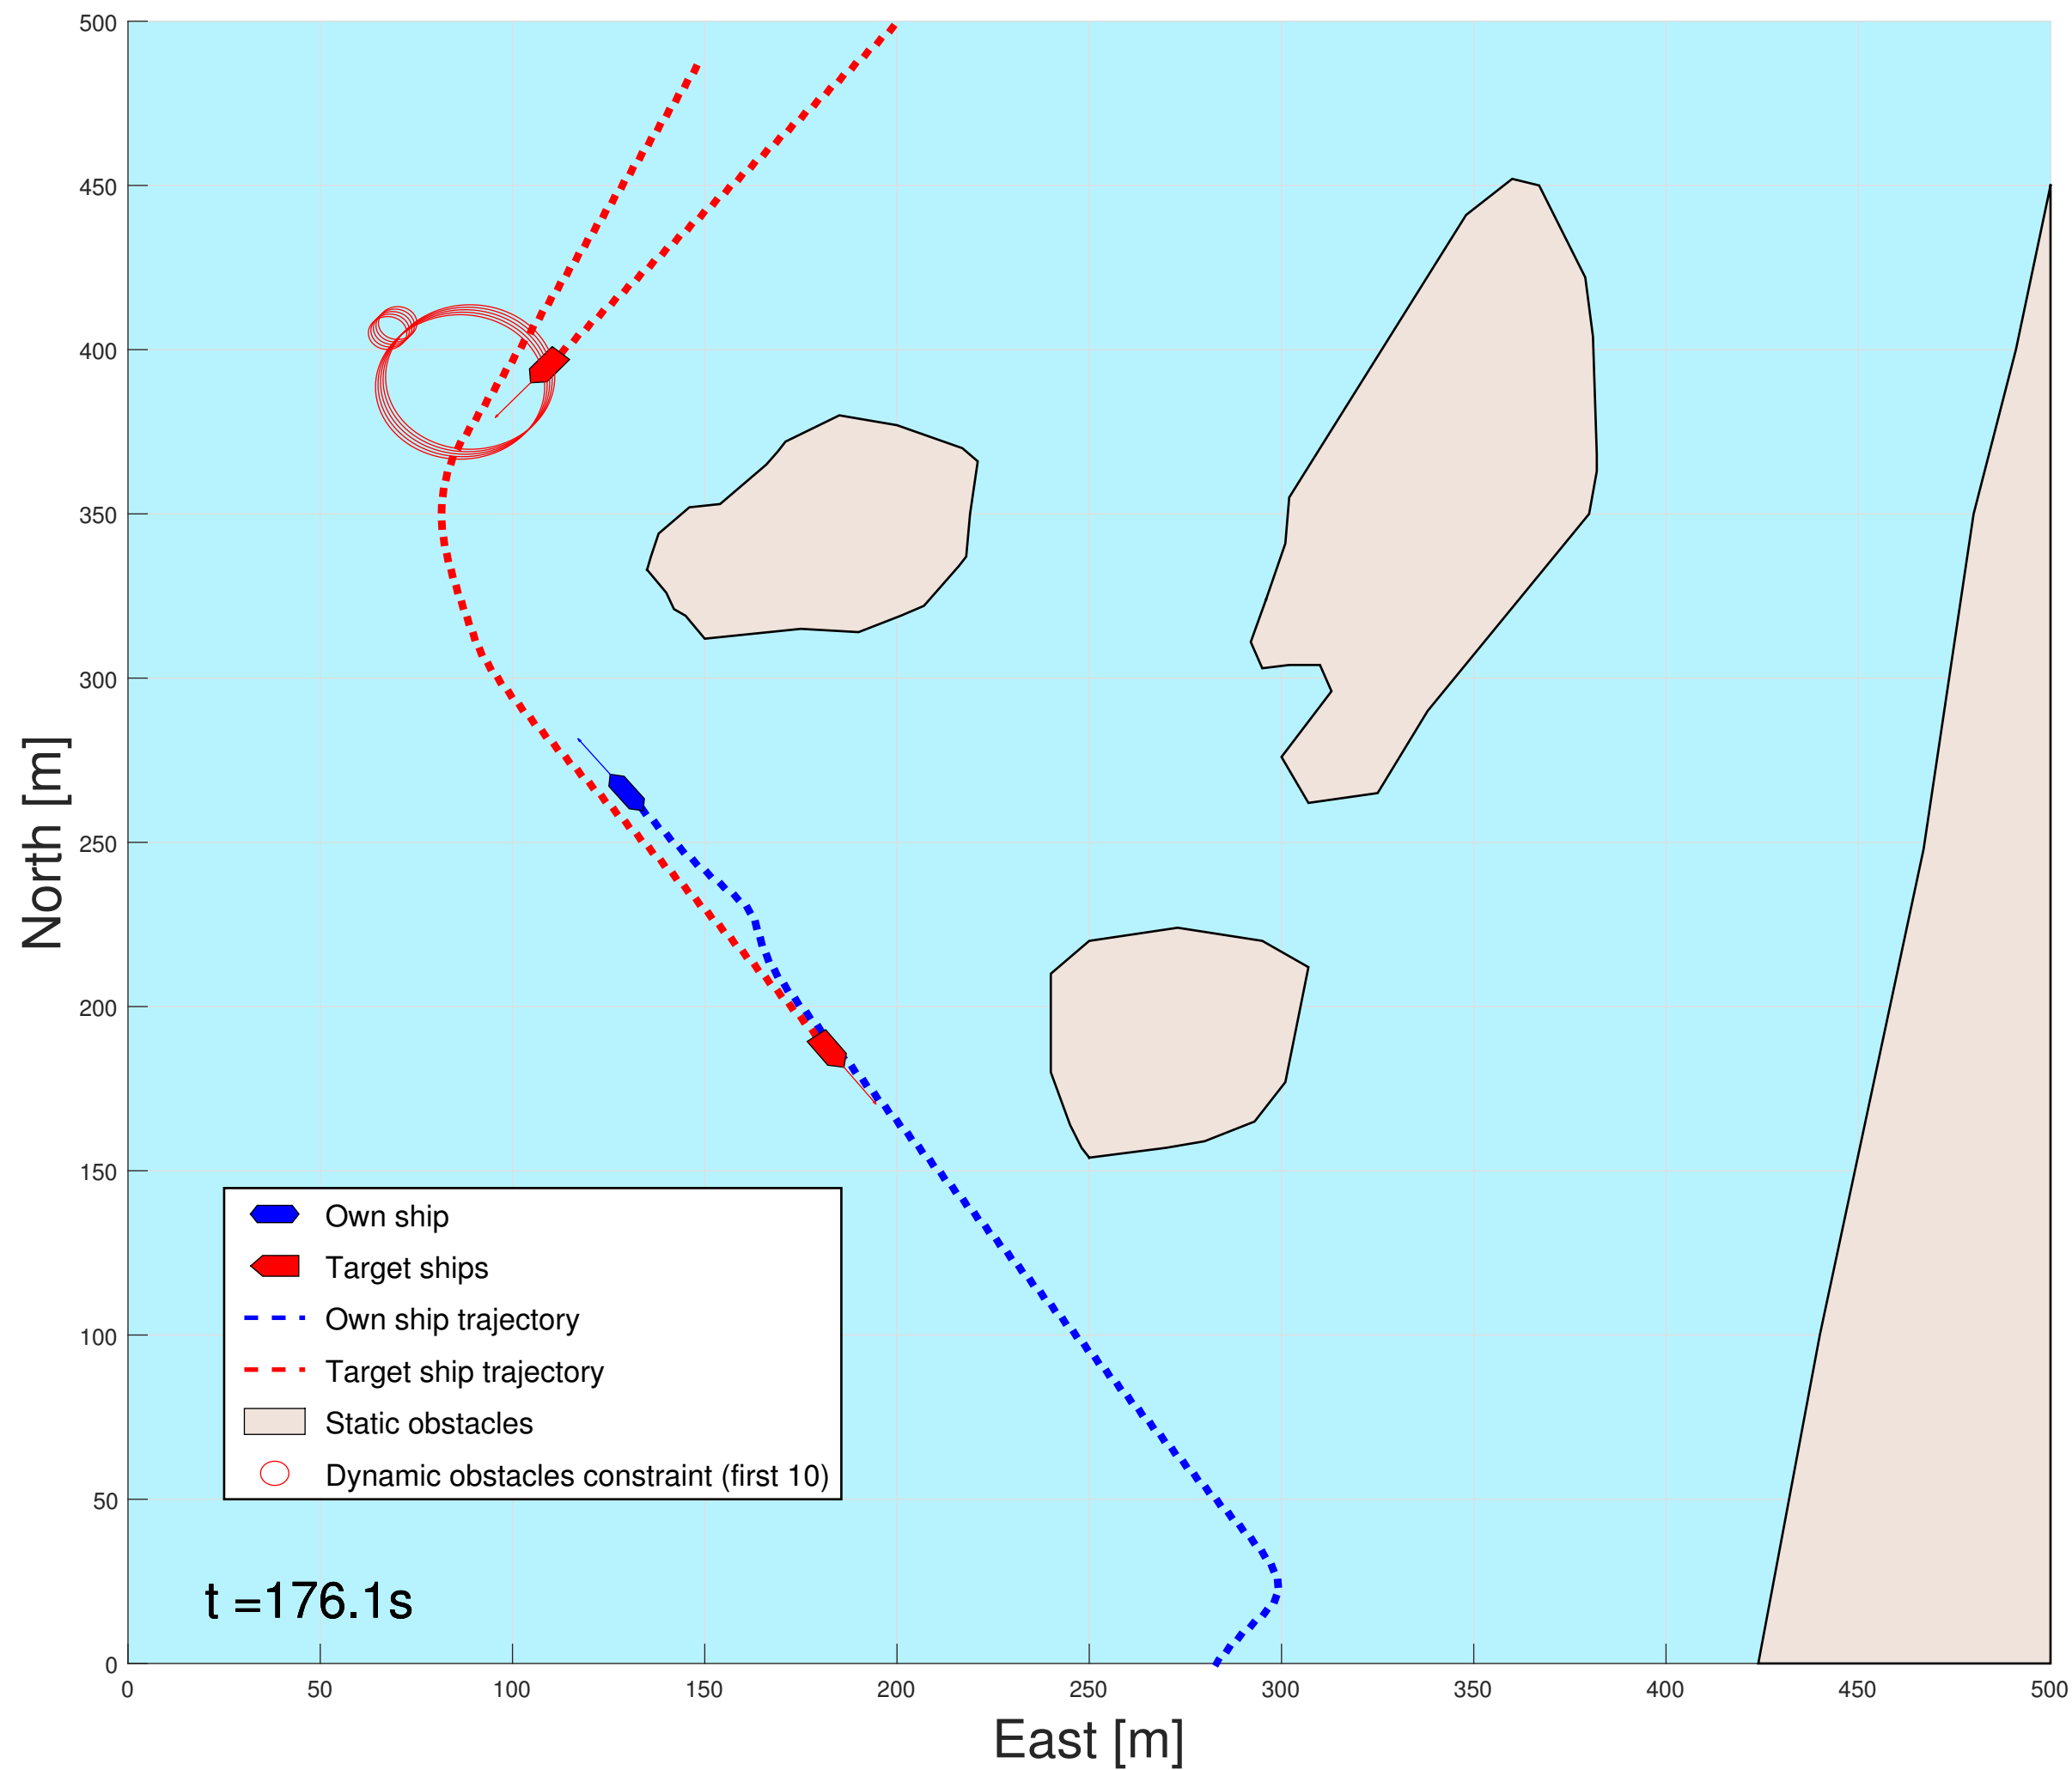 500
450
400
350
300
250
200
150
100
50
0
North [m]
Own ship
Target ships
Own ship trajectory
Target ship trajectory
Static obstacles
Dynamic obstacles constraint (first 10)
t =176.1s
0 50 100 150 200 250 300 350 400 450 500
East [m]